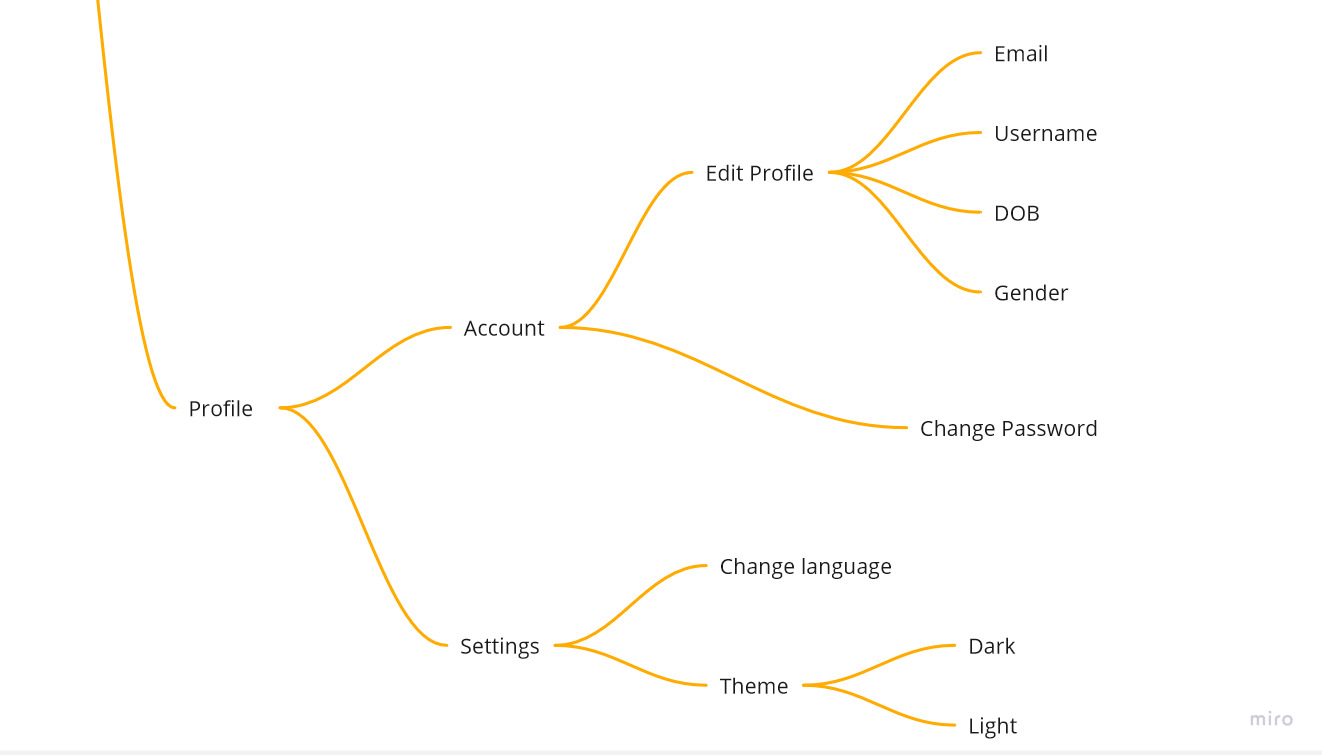 Email
Username
Edit Profile
DOB
Gender
Account
Profile
Change Password
Change language
Settings
Dark
Theme
Light
miro